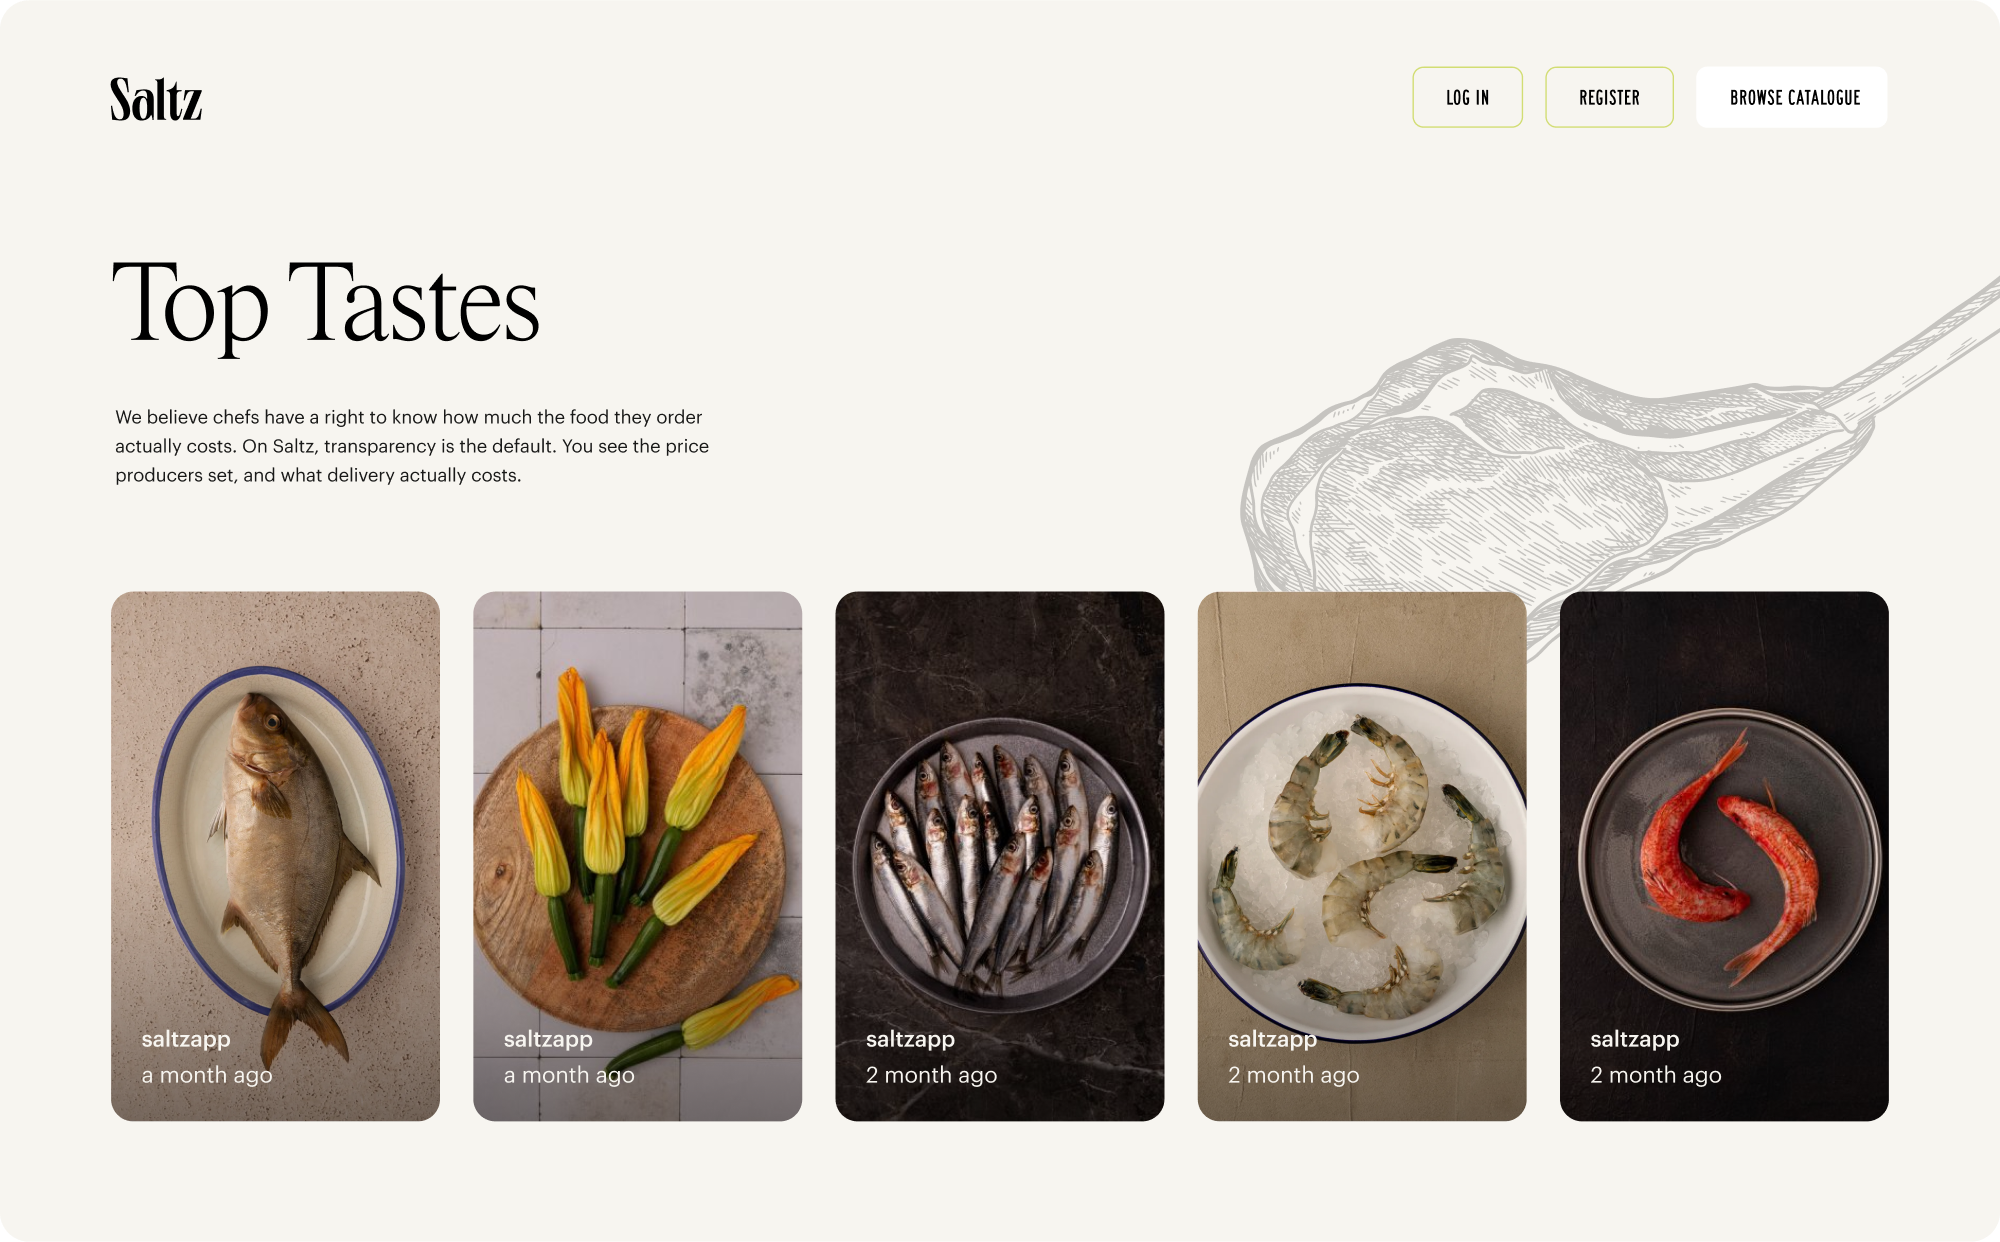 Saltz
LOG IN
REGISTER
BROWSE CATALOGUE
Top Tastes
We believe chefs have a right to know how much the food they order
actually costs. On Saltz, transparency is the default. You see the price
producers set, and what delivery actually costs.
saltzapp
a month ago
saltzapp
a month ago
saltzapp
2 month ago
saltzapp
2 month ago
saltzapp
2 month ago